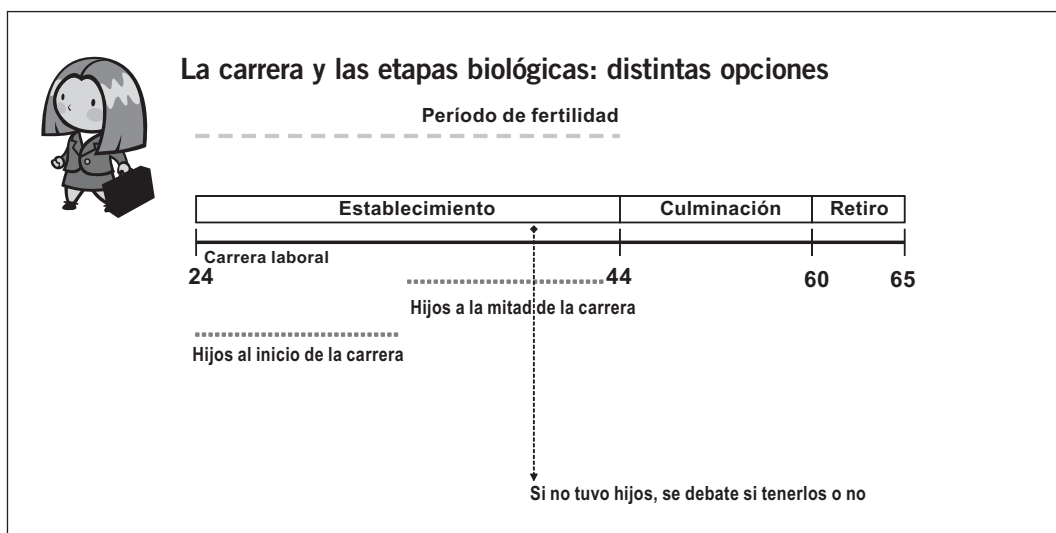 La carrera y las etapas biológicas: distintas opciones
Período de fertilidad
Establecimiento
Culminación
Retiro
Carrera laboral
24
44
60
65
Hijos a la mitad de la carrera
Hijos al inicio de la carrera
Si no tuvo hijos, se debate si tenerlos o no